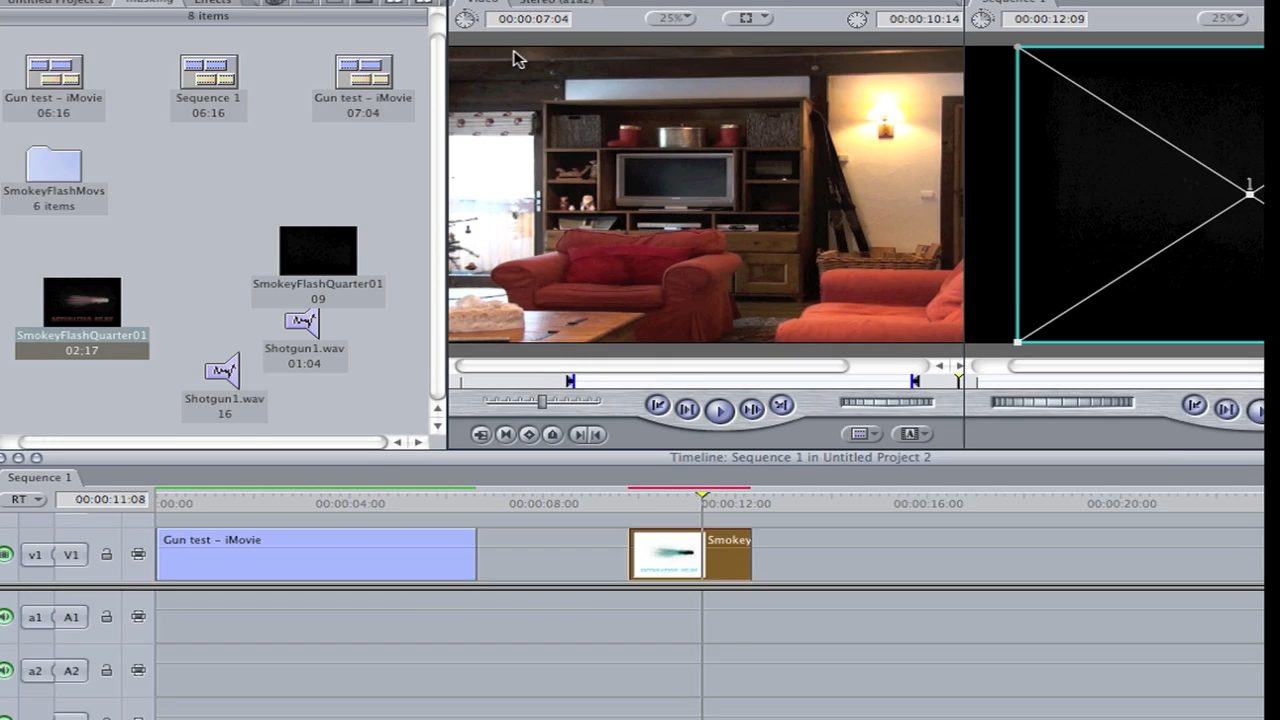 Untitled Project 2
masking
Effects
8 items
Gun test - iMovie
06:16
Sequence 1
06:16
Gun test - iMovie
07:04
SmokeyFlashMovs
6 items
SmokeyFlashQuarter01
09
SmokeyFlashQuarter01
02;17
Shotgun1.wav
01:04
Shotgun1.wav
16
Video
Stereo (a1a2)
00:00:07:04
25%
00:00:10:14
Sequence 1
00:00:12:09
25%
1
Timeline: Sequence 1 in Untitled Project 2
Sequence 1
RT
00:00:11:08
:00:00
00:00:04:00
00:00:08:00
00:00:12:00
00:00:16:00
00:00:20:00
v1
V1
Gun test - iMovie
Smokey
a1
A1
a2
A2